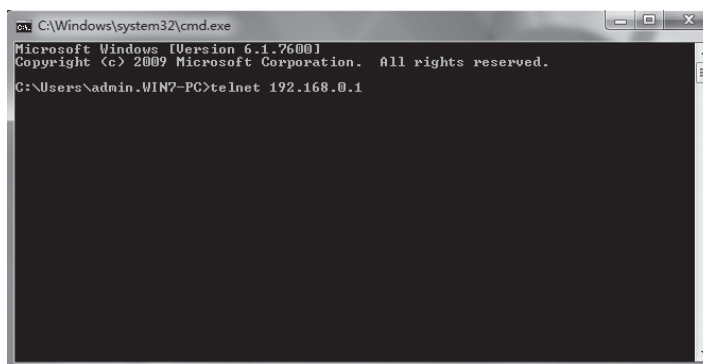 C:\Windows\system32\cmd.exe
Microsoft Windows [Version 6.1.7600]
Copyright (c) 2009 Microsoft Corporation.  All rights reserved.
C:\Users\admin.WIN7-PC>telnet 192.168.0.1